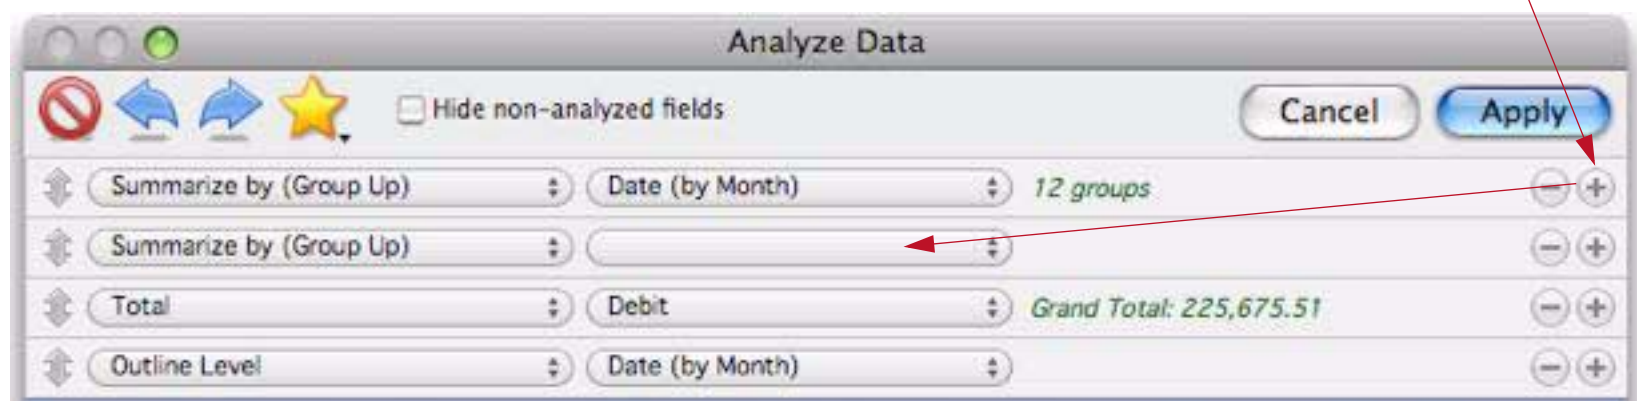 Analyze Data
Hide non-analyzed fields Cancel Apply
Summarize by (Group Up) Date (by Month) 12 groups
Summarize by (Group Up)
Total Debit Grand Total: 225,675.51
Outline Level Date (by Month)